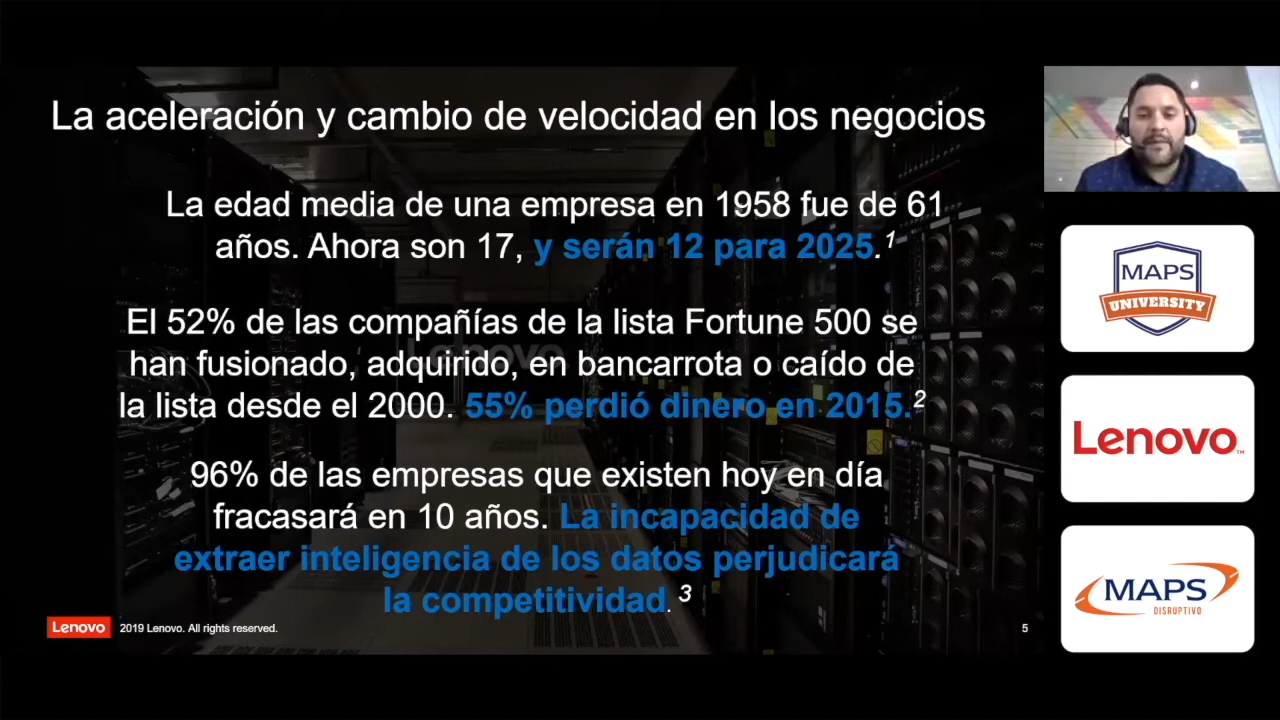 La aceleración y cambio de velocidad en los negocios
La edad media de una empresa en 1958 fue de 61
años. Ahora son 17, y serán 12 para 2025.1
El 52% de las compañías de la lista Fortune 500 se
han fusionado, adquirido, en bancarrota o caído de
la lista desde el 2000. 55% perdió dinero en 2015.2
96% de las empresas que existen hoy en día
fracasará en 10 años. La incapacidad de
extraer inteligencia de los datos perjudicará
la competitividad. 3
Lenovo 2019 Lenovo. All rights reserved. 5
MAPS
UNIVERSITY
Lenovo™
MAPS
DISRUPTIVO